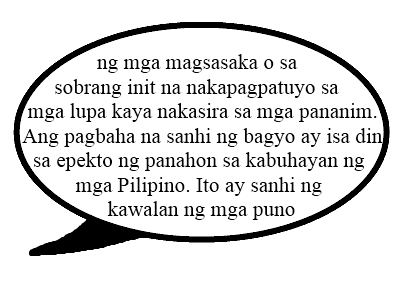 ng mga magsasaka o sa
sobrang init na nakapagpatuyo sa
mga lupa kaya nakasira sa mga pananim.
Ang pagbaha na sanhi ng bagyo ay isa din
sa epekto ng panahon sa kabuhayan ng
mga Pilipino. Ito ay sanhi ng
kawalan ng mga puno